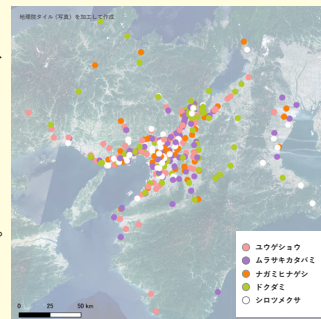 地理院タイル（写真）を加工して作成
ユウゲショウ
ムラサキカタバミ
ナガミヒナゲシ
ドクダミ
シロツメクサ
0 25 50 km